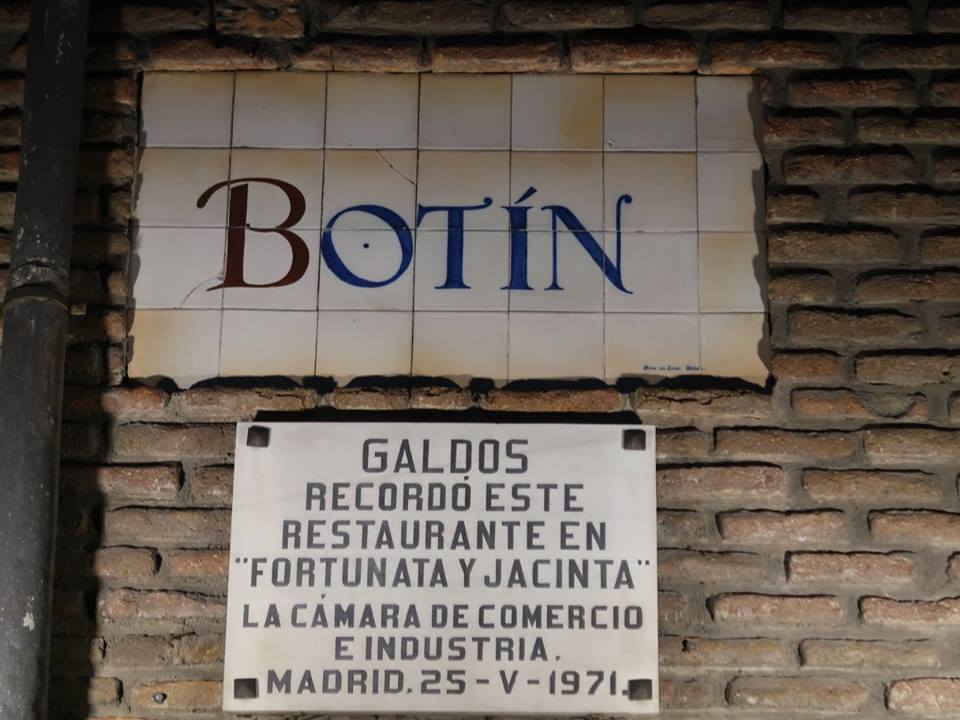 BOTÍN
GALDOS
RECORDÓ ESTE
RESTAURANTE EN
"FORTUNATA Y JACINTA"
LA CÁMARA DE COMERCIO
E INDUSTRIA.
MADRID. 25-V-1971.